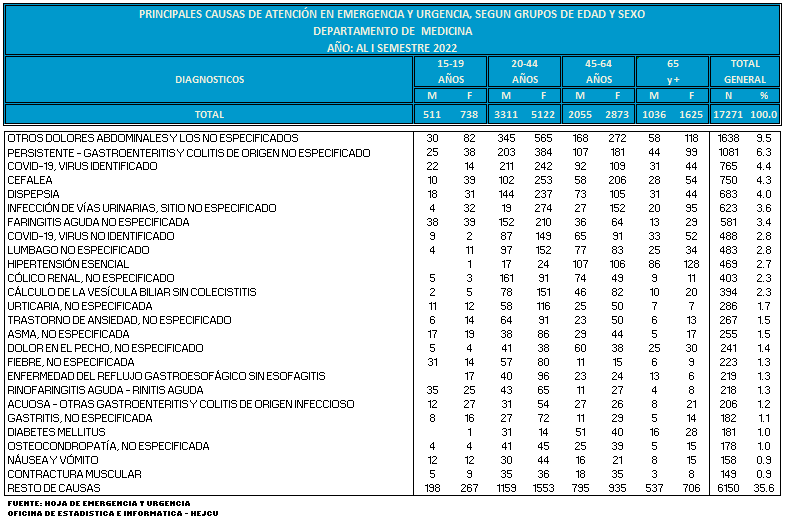 PRINCIPALES CAUSAS DE ATENCIÓN EN EMERGENCIA Y URGENCIA, SEGUN GRUPOS DE EDAD Y SEXO
DEPARTAMENTO DE MEDICINA
AÑO: AL I SEMESTRE 2022
DIAGNOSTICOS 15-19 AÑOS 20-44 AÑOS 45-64 AÑOS 65 y + TOTAL GENERAL
M F M F M F M F N %
TOTAL 511 738 3311 5122 2055 2873 1036 1625 17271 100.0
OTROS DOLORES ABDOMINALES Y LOS NO ESPECIFICADOS 30 82 345 565 168 272 58 118 1638 9.5
PERSISTENTE - GASTROENTERITIS Y COLITIS DE ORIGEN NO ESPECIFICADO 25 38 203 384 107 181 44 99 1081 6.3
COVID-19, VIRUS IDENTIFICADO 22 14 211 242 92 109 31 44 765 4.4
CEFALEA 10 39 102 253 58 206 28 54 750 4.3
DISPEPSIA 18 31 144 237 73 105 31 44 683 4.0
INFECCIÓN DE VÍAS URINARIAS, SITIO NO ESPECIFICADO 4 32 19 274 27 152 20 95 623 3.6
FARINGITIS AGUDA NO ESPECIFICADA 38 39 152 210 36 64 13 29 581 3.4
COVID-19, VIRUS NO IDENTIFICADO 9 2 87 149 65 91 33 52 488 2.8
LUMBAGO NO ESPECIFICADO 4 11 97 152 77 83 25 34 483 2.8
HIPERTENSIÓN ESENCIAL 1 17 24 107 106 86 128 469 2.7
CÓLICO RENAL, NO ESPECIFICADO 5 3 161 91 74 49 9 11 403 2.3
CÁLCULO DE LA VESÍCULA BILIAR SIN COLECISTITIS 2 5 78 151 46 82 10 20 394 2.3
URTICARIA, NO ESPECIFICADA 11 12 58 116 25 50 7 7 286 1.7
TRASTORNO DE ANSIEDAD, NO ESPECIFICADO 6 14 64 91 23 50 6 13 267 1.5
ASMA, NO ESPECIFICADA 17 19 38 86 29 44 5 17 255 1.5
DOLOR EN EL PECHO, NO ESPECIFICADO 5 4 41 38 60 38 25 30 241 1.4
FIEBRE, NO ESPECIFICADA 31 14 57 80 11 15 6 9 223 1.3
ENFERMEDAD DEL REFLUJO GASTROESOFÁGICO SIN ESOFAGITIS 17 40 96 23 24 13 6 219 1.3
RINOFARINGITIS AGUDA - RINITIS AGUDA 35 25 43 65 11 27 4 8 218 1.3
ACUOSA - OTRAS GASTROENTERITIS Y COLITIS DE ORIGEN INFECCIOSO 12 27 31 54 27 26 8 21 206 1.2
GASTRITIS, NO ESPECIFICADA 8 16 27 72 11 29 5 14 182 1.1
DIABETES MELLITUS 1 31 14 51 40 16 28 181 1.0
OSTEOCONDROPATÍA, NO ESPECIFICADA 4 4 41 45 25 39 5 15 178 1.0
NÁUSEA Y VÓMITO 12 12 30 44 16 21 8 15 158 0.9
CONTRACTURA MUSCULAR 5 9 35 36 18 35 3 8 149 0.9
RESTO DE CAUSAS 198 267 1159 1553 795 935 537 706 6150 35.6
FUENTE: HOJA DE EMERGENCIA Y URGENCIA
OFICINA DE ESTADISTICA E INFORMATICA - HEJCU